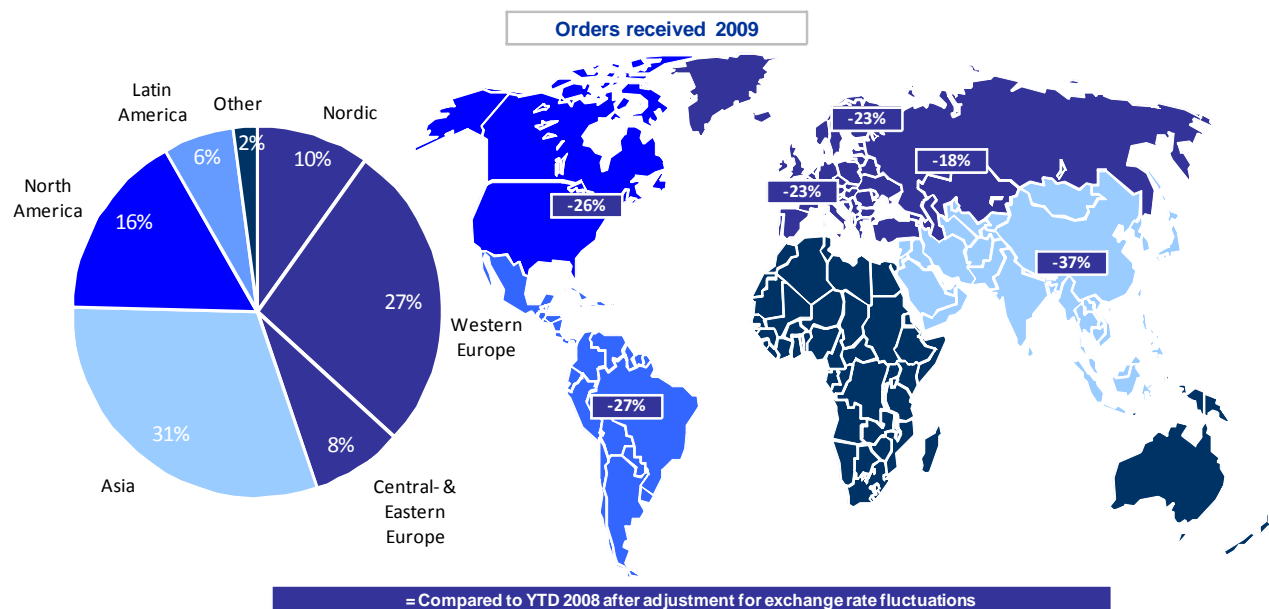 Orders received 2009
Latin
America
Other
Nordic
2%
10%
6%
North
America
16%
27%
Western
Europe
31%
8%
Asia
Central- &
Eastern
Europe
-23%
-18%
-23%
-26%
-37%
-27%
= Compared to YTD 2008 after adjustment for exchange rate fluctuations